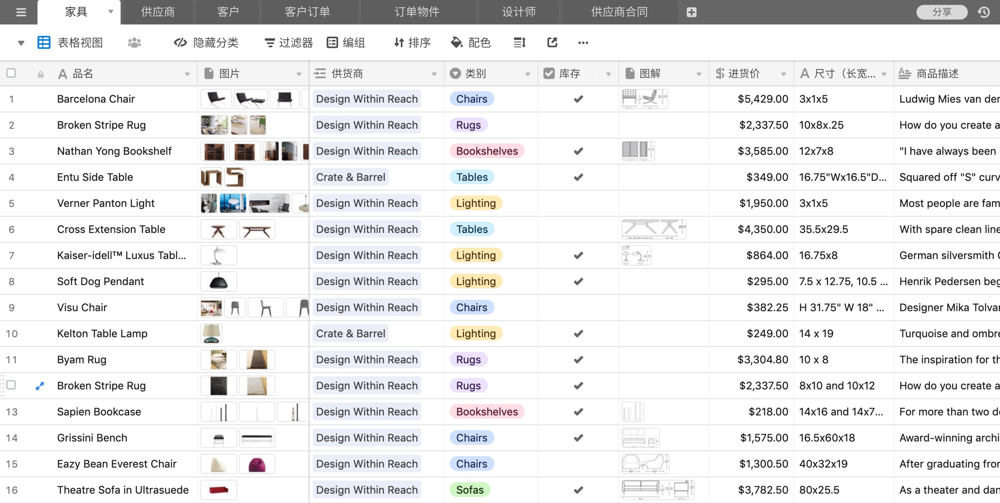 家具 供应商 客户 客户订单 订单物件 设计师 供应商合同 分享
表格视图 隐藏分类 过滤器 编组 排序 配色
品名 图片 供货商 类别 库存 图解 进货价 尺寸（长宽... 商品描述
1 Barcelona Chair Design Within Reach Chairs $5,429.00 3x1x5 Ludwig Mies van der
2 Broken Stripe Rug Design Within Reach Rugs $2,337.50 10x8x.25 How do you create a
3 Nathan Yong Bookshelf Design Within Reach Bookshelves $3,585.00 12x7x8 "I have always been
4 Entu Side Table Crate & Barrel Tables $349.00 16.75"Wx16.5"D... Squared off "S" curv
5 Verner Panton Light Design Within Reach Lighting $1,950.00 3x1x5 Most people are fam
6 Cross Extension Table Design Within Reach Tables 29.5" $4,350.00 35.5x29.5 With spare clean line
7 Kaiser-idell™ Luxus Tabl... Design Within Reach Lighting $864.00 16.75x8 German silversmith
8 Soft Dog Pendant Design Within Reach Lighting $295.00 7.5 x 12.75, 10.5 ... Henrik Pedersen beg
9 Visu Chair Design Within Reach Chairs $382.25 H 31.75" W 18" ... Designer Mika Tolvar
10 Kelton Table Lamp Crate & Barrel Lighting $249.00 14 x 19 Turquoise and ombre
11 Byam Rug Design Within Reach Rugs $3,304.80 10 x 8 The inspiration for th
Broken Stripe Rug Design Within Reach Rugs $2,337.50 8x10 and 10x12 How do you create a
13 Sapien Bookcase Design Within Reach Bookshelves $218.00 14x16 and 14x7... For more than two de
14 Grissini Bench Design Within Reach Chairs $1,575.00 16.5x60x18 Award-winning archi
15 Eazy Bean Everest Chair Design Within Reach Chairs $1,300.50 40x32x19 After graduating fror
16 Theatre Sofa in Ultrasuede Design Within Reach Sofas $3,782.50 80x25.5 As a theater and dan